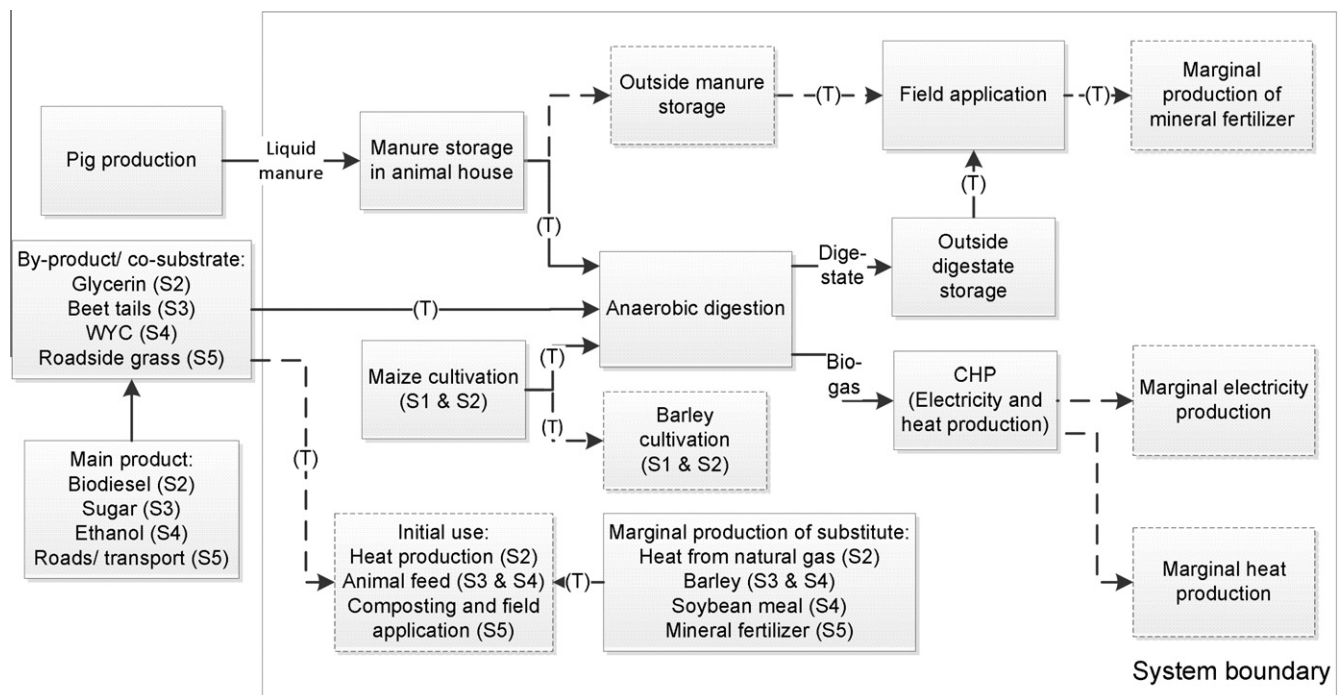 Pig production
Liquid
manure
Manure storage
in animal house
Outside manure
storage
(T)
Field application
(T)
Marginal
production of
mineral fertilizer
(T)
(T)
By-product/ co-substrate:
Glycerin (S2)
Beet tails (S3)
WYC (S4)
Roadside grass (S5)
(T)
Anaerobic digestion
Dige-
state
Outside
digestate
storage
Maize cultivation
(S1 & S2)
(T)
(T)
Barley
cultivation
(S1 & S2)
Bio-
gas
CHP
(Electricity and
heat production)
Marginal electricity
production
Main product:
Biodiesel (S2)
Sugar (S3)
Ethanol (S4)
Roads/ transport (S5)
(T)
Initial use:
Heat production (S2)
Animal feed (S3 & S4)
Composting and field
application (S5)
(T)
Marginal production of substitute:
Heat from natural gas (S2)
Barley (S3 & S4)
Soybean meal (S4)
Mineral fertilizer (S5)
Marginal heat
production
System boundary